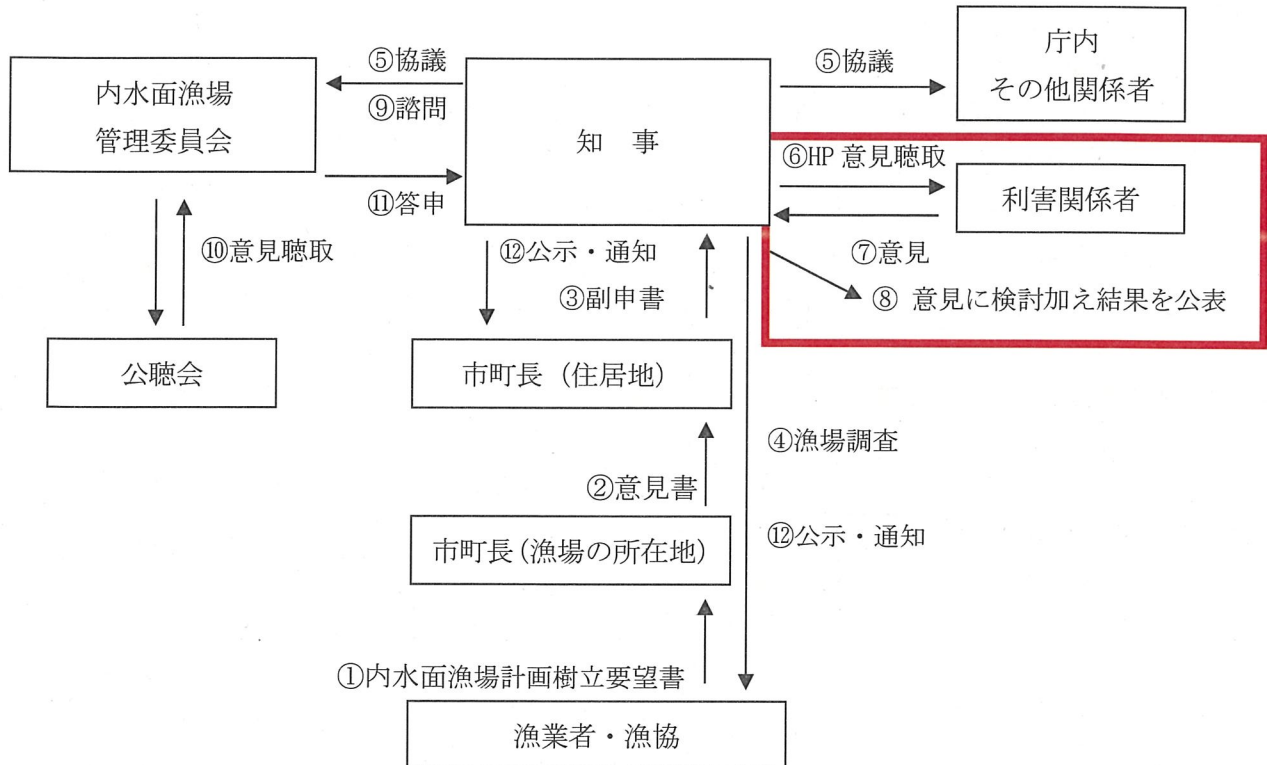 庁内
その他関係者
⑤協議
⑤協議
内水面漁場
管理委員会
⑨諮問
知 事
⑥HP 意見聴取
利害関係者
⑪答申
⑦意見
⑩意見聴取
⑫公示・通知
③副申書
⑧ 意見に検討加え結果を公表
公聴会
市町長（住居地）
④漁場調査
②意見書
市町長（漁場の所在地）
⑫公示・通知
①内水面漁場計画樹立要望書
漁業者・漁協